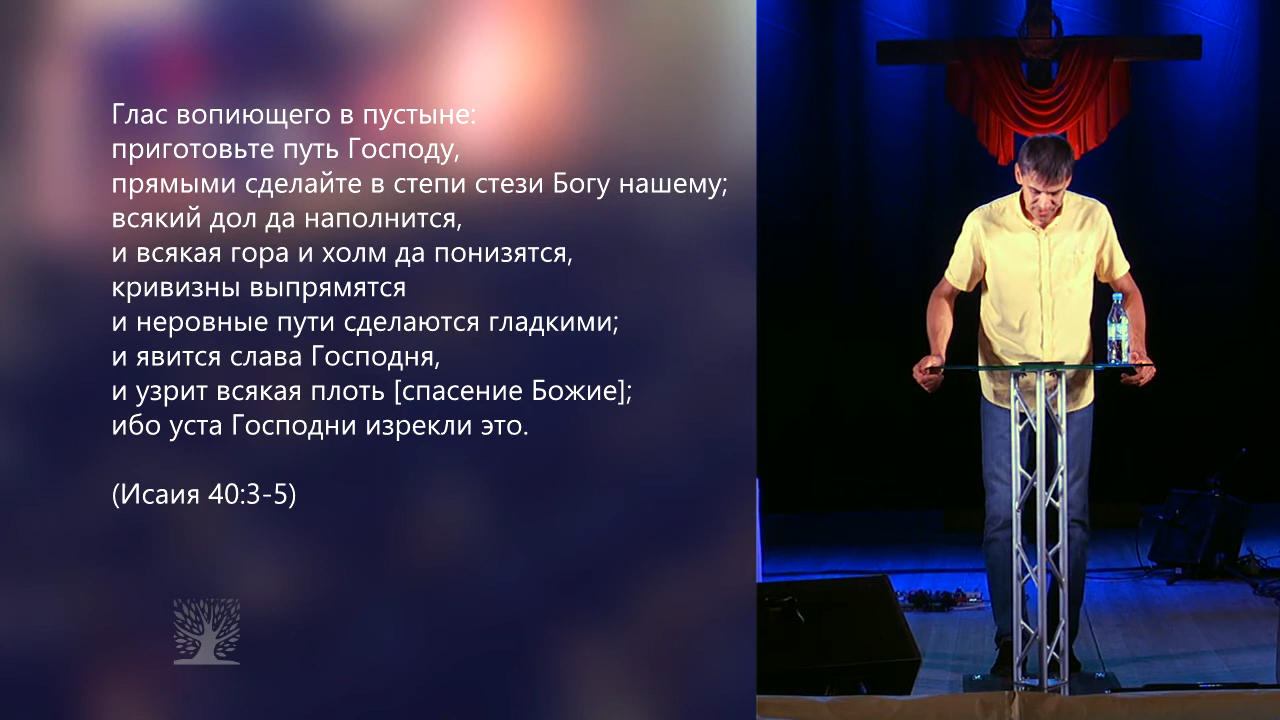 Глас вопиющего в пустыне:
приготовьте путь Господу,
прямыми сделайте в степи стези Богу нашему;
всякий дол да наполнится,
и всякая гора и холм да понизятся,
кривизны выпрямятся
и неровные пути сделаются гладкими;
и явится слава Господня,
и узрит всякая плоть [спасение Божие];
ибо уста Господни изрекли это.
(Исаия 40:3-5)